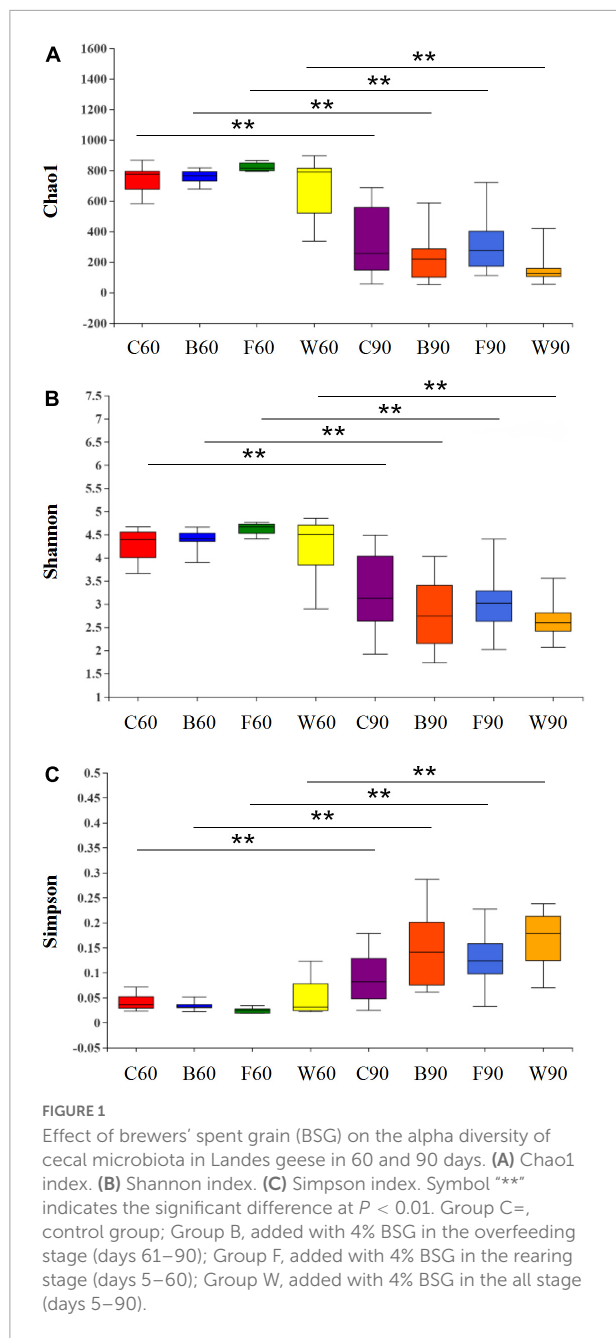 A
Chao1
1600
1400
1200
1000
800
600
400
200
0
-200
**
**
**
**
C60 B60 F60 W60 C90 B90 F90 W90
B
Shannon
7.5
7
6.5
6
5.5
5
4.5
4
3.5
3
2.5
2
1.5
1
**
**
**
**
C60 B60 F60 W60 C90 B90 F90 W90
C
Simpson
0.5
0.45
0.4
0.35
0.3
0.25
0.2
0.15
0.1
0.05
0
-0.05
**
**
**
**
C60 B60 F60 W60 C90 B90 F90 W90
FIGURE 1
Effect of brewers’ spent grain (BSG) on the alpha diversity of
cecal microbiota in Landes geese in 60 and 90 days. (A) Chao1
index. (B) Shannon index. (C) Simpson index. Symbol “**”
indicates the significant difference at P < 0.01. Group C=,
control group; Group B, added with 4% BSG in the overfeeding
stage (days 61–90); Group F, added with 4% BSG in the rearing
stage (days 5–60); Group W, added with 4% BSG in the all stage
(days 5–90).